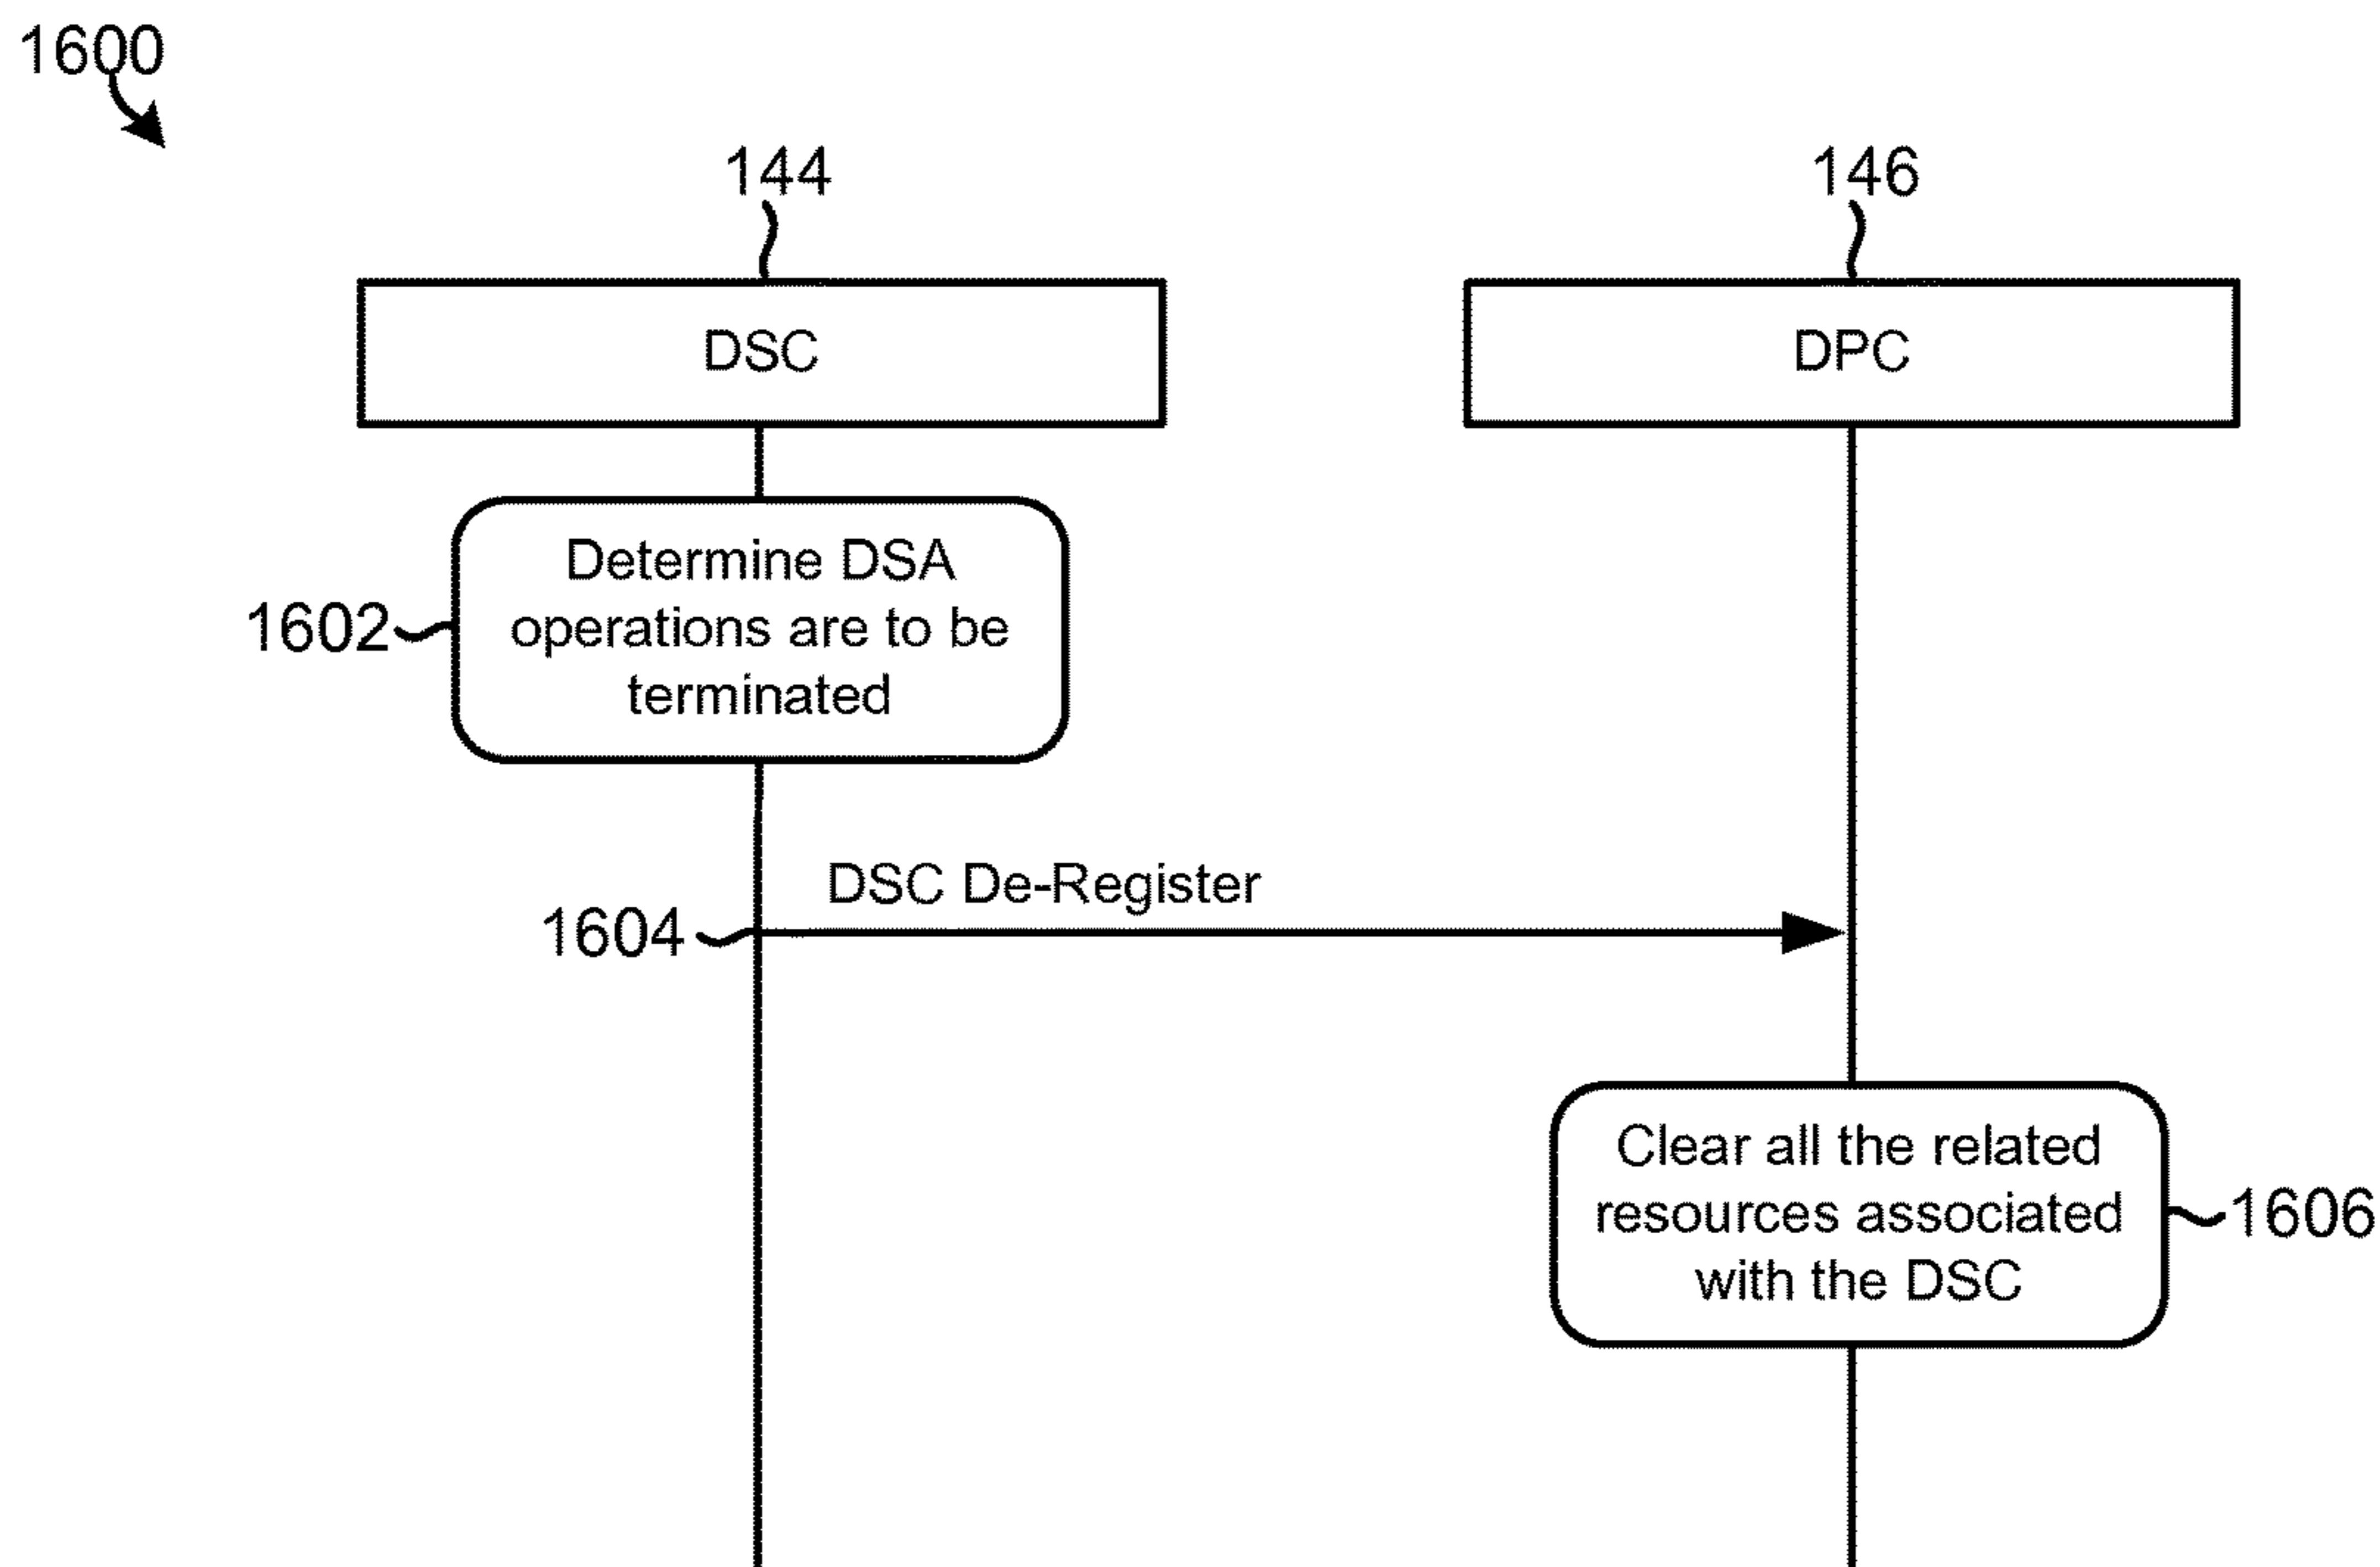 1600
144
146
DSC
DPC
Determine DSA
operations are to be
terminated
1602
DSC De-Register
1604
Clear all the related
resources associated
with the DSC
1606